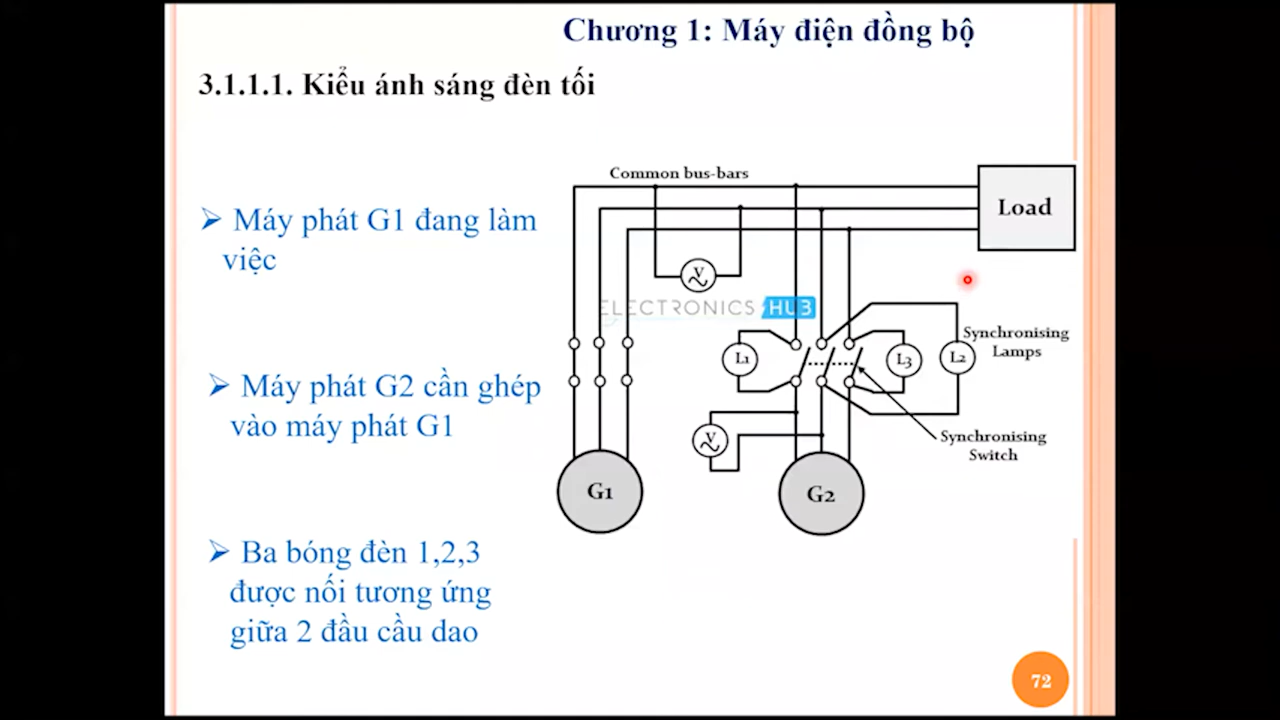 Chương 1: Máy điện đồng bộ
3.1.1.1. Kiểu ánh sáng đèn tối
➢ Máy phát G1 đang làm
việc
➢ Máy phát G2 cần ghép
vào máy phát G1
➢ Ba bóng đèn 1,2,3
được nối tương ứng
giữa 2 đầu cầu dao
Common bus-bars
Load
V
ELECTRONICS HUB
L1
L3
L2
Synchronising
Lamps
V
Synchronising
Switch
G1
G2
72